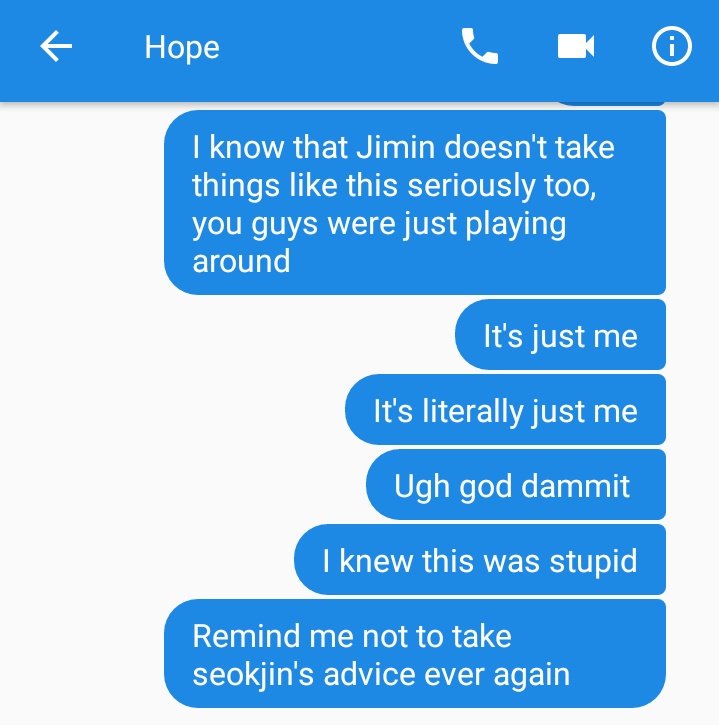 Hope
I know that Jimin doesn't take
things like this seriously too,
you guys were just playing
around
It's just me
It's literally just me
Ugh god dammit
I knew this was stupid
Remind me not to take
seokjin's advice ever again